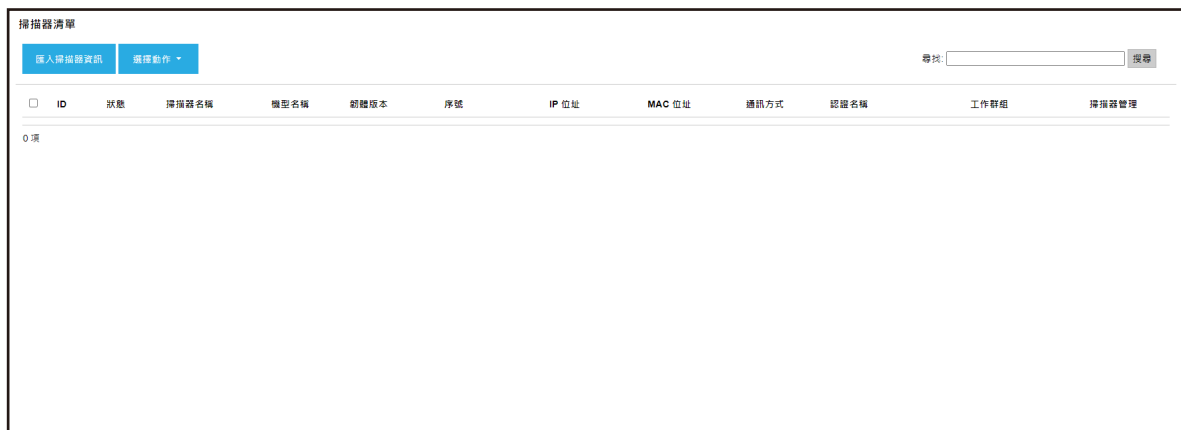 掃描器清單
匯入掃描器資訊 選擇動作 尋找: 搜尋
ID 狀態 掃描器名稱 機型名稱 韌體版本 序號 IP 位址 MAC 位址 通訊方式 認證名稱 工作群組 掃描器管理
0 項